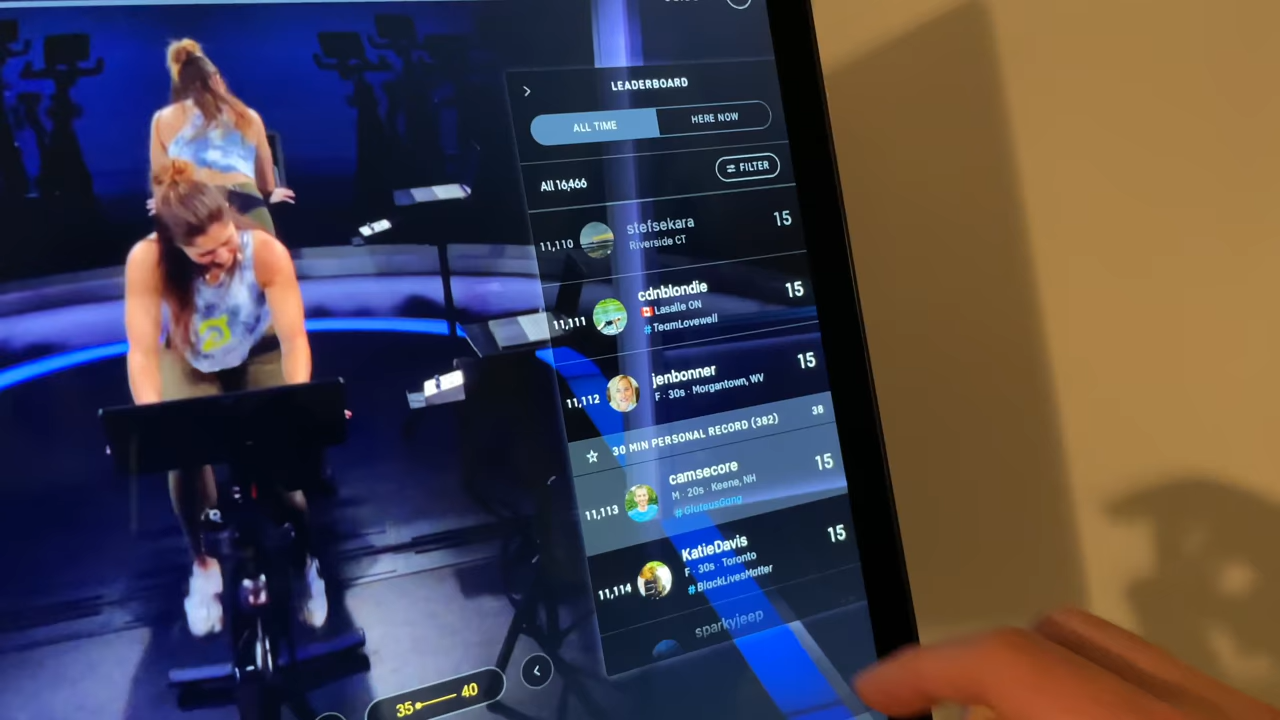 LEADERBOARD
ALL TIME
HERE NOW
All 16,466
FILTER
11,110
stefsekara
Riverside CT
15
11,111
cdnblondie
Lasalle ON
#TeamLovewell
15
11,112
jenbonner
F · 30s · Morgantown, WV
15
30 MIN PERSONAL RECORD (382)
38
11,113
camsecore
M · 20s · Keene, NH
#GluteusGang
15
11,114
KatieDavis
F · 30s · Toronto
#BlackLivesMatter
15
sparkyjeep
35
40